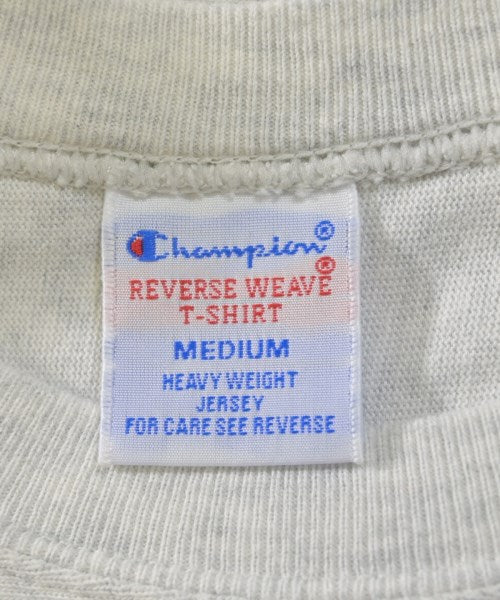 Champion®
REVERSE WEAVE®
T-SHIRT
MEDIUM
HEAVY WEIGHT
JERSEY
FOR CARE SEE REVERSE